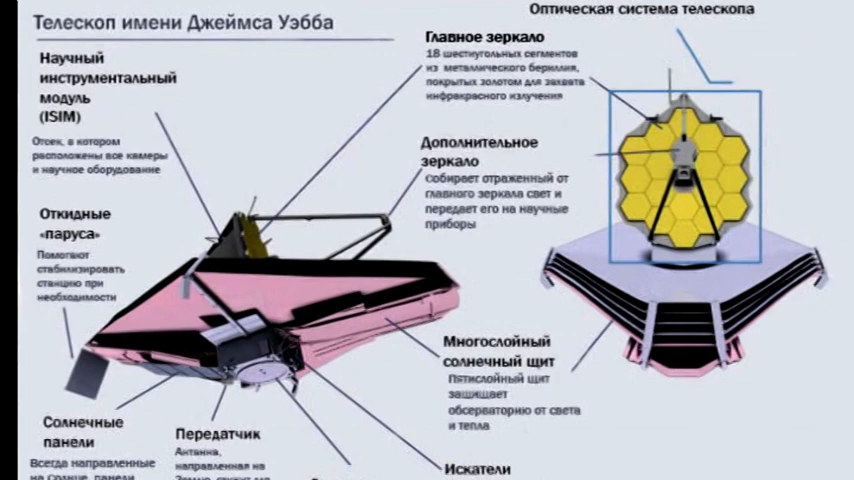 Оптическая система телескопа
Телескоп имени Джеймса Уэбба
Научный
инструментальный
модуль
(ISIM)
Отсек, в котором
расположены все камеры
и научное оборудование
Главное зеркало
18 шестиугольных сегментов
из металлического бериллия,
покрытых золотом для захвата
инфракрасного излучения
Дополнительное
зеркало
Собирает отраженный от
главного зеркала свет и
передает его на научные
приборы
Откидные
«паруса»
Помогают
стабилизировать
станцию при
необходимости
Многослойный
солнечный щит
Пятислойный щит
защищает
обсерваторию от света
и тепла
Солнечные
панели
Всегда направленные
на Солнце, панели
Передатчик
Антенна,
направленная на
Искатели